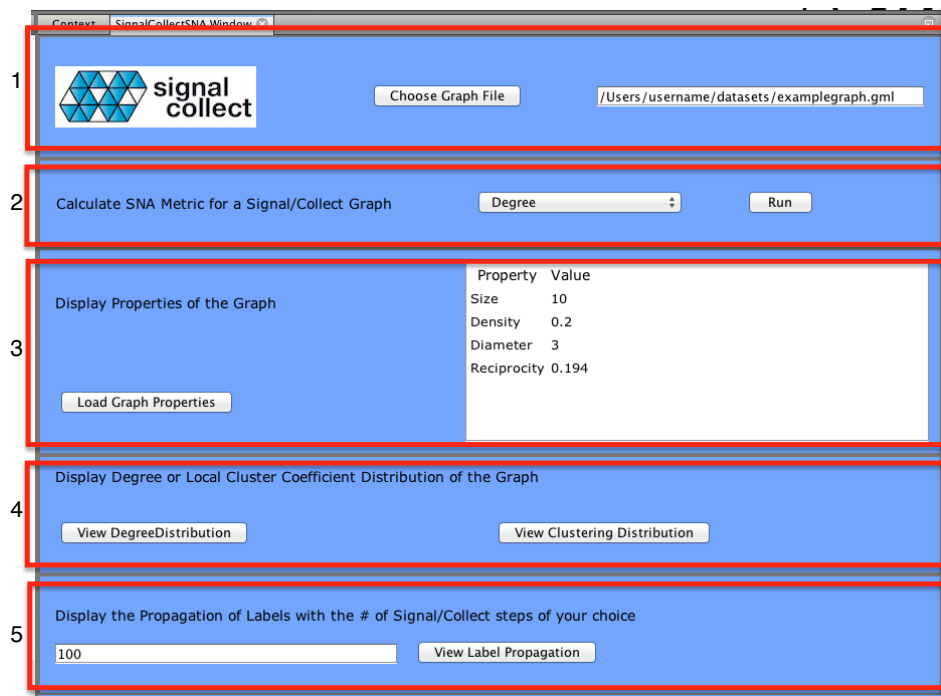 Context SignalCollectSNA Window
1
signal
collect
Choose Graph File
/Users/username/datasets/examplegraph.gml
2
Calculate SNA Metric for a Signal/Collect Graph
Degree
Run
3
Display Properties of the Graph
Property Value
Size 10
Density 0.2
Diameter 3
Reciprocity 0.194
Load Graph Properties
4
Display Degree or Local Cluster Coefficient Distribution of the Graph
View DegreeDistribution
View Clustering Distribution
5
Display the Propagation of Labels with the # of Signal/Collect steps of your choice
100
View Label Propagation